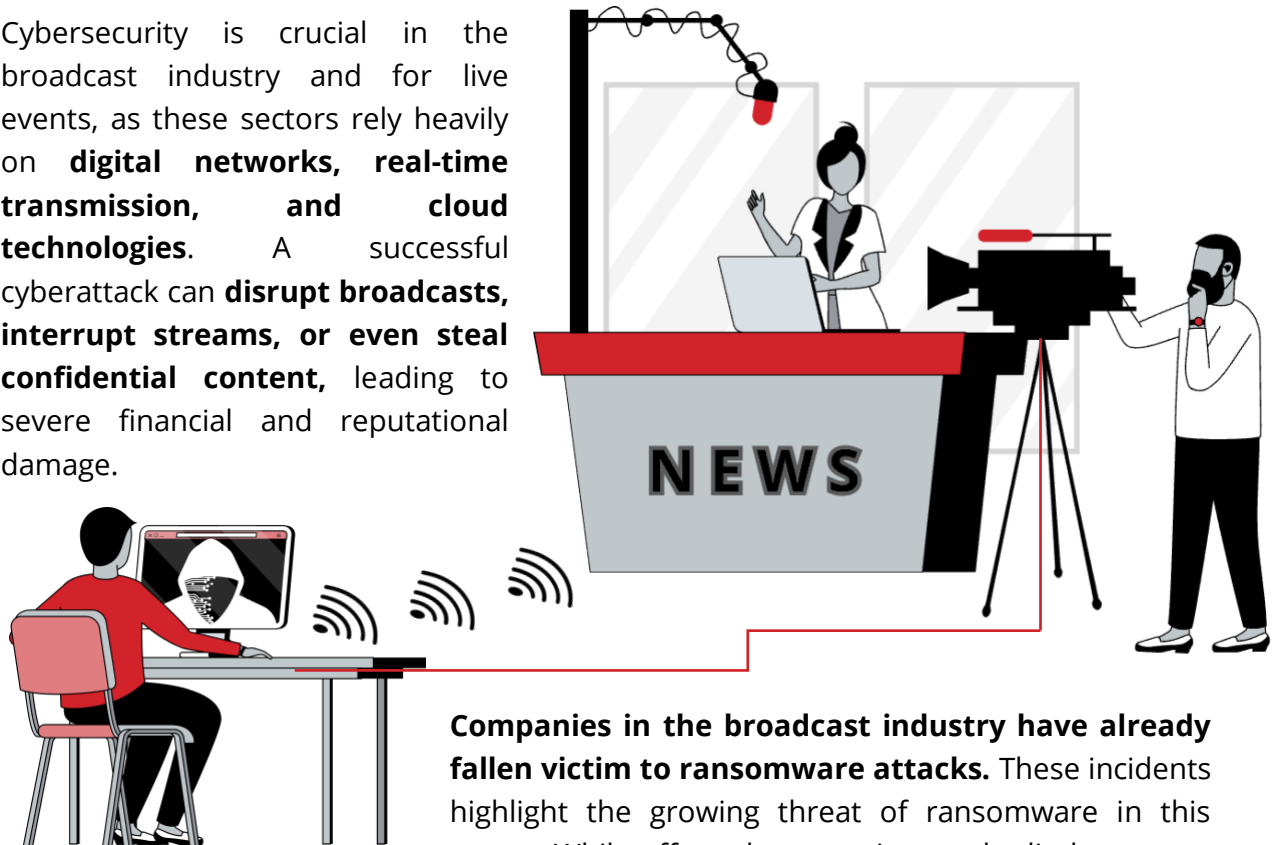 Cybersecurity is crucial in the
broadcast industry and for live
events, as these sectors rely heavily
on digital networks, real-time
transmission, and cloud
technologies. A successful
cyberattack can disrupt broadcasts,
interrupt streams, or even steal
confidential content, leading to
severe financial and reputational
damage.
NEWS
Companies in the broadcast industry have already
fallen victim to ransomware attacks. These incidents
highlight the growing threat of ransomware in this